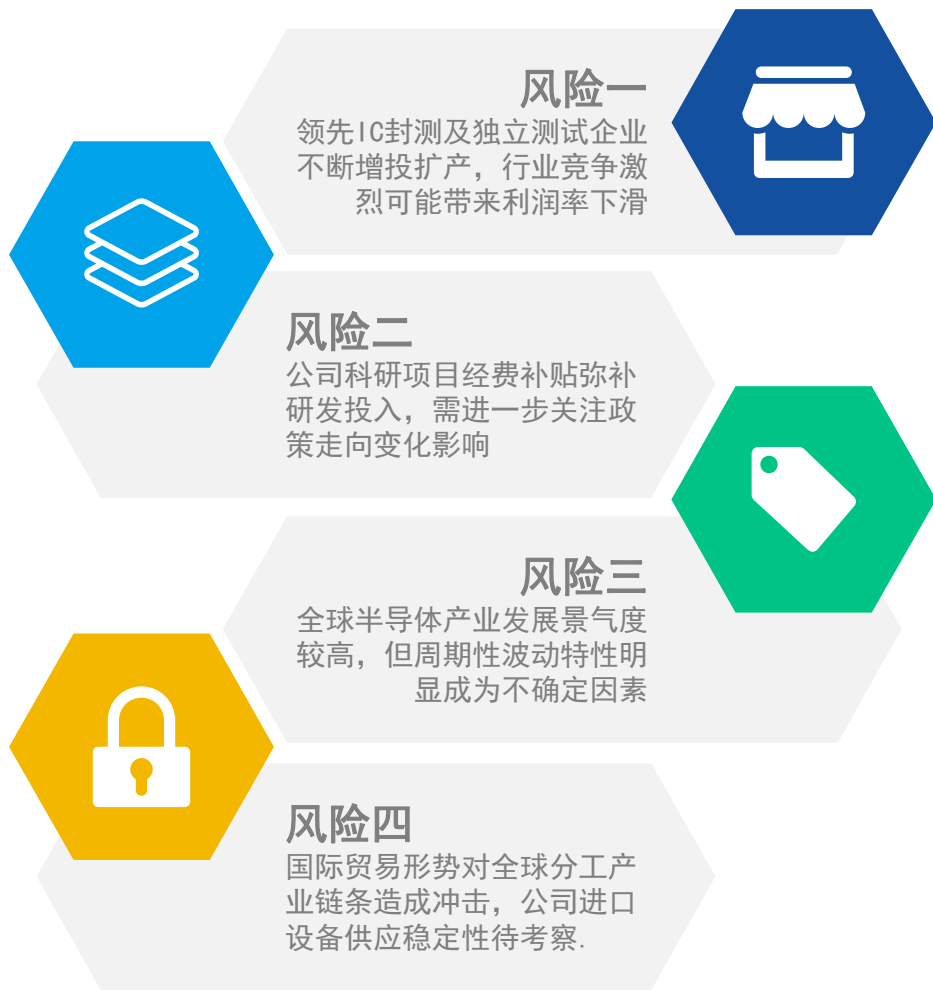 风险一
领先IC封测及独立测试企业
不断增投扩产，行业竞争激
烈可能带来利润率下滑
风险二
公司科研项目经费补贴弥补
研发投入，需进一步关注政
策走向变化影响
风险三
全球半导体产业发展景气度
较高，但周期性波动特性明
显成为不确定因素
风险四
国际贸易形势对全球分工产
业链条造成冲击，公司进口
设备供应稳定性待考察.